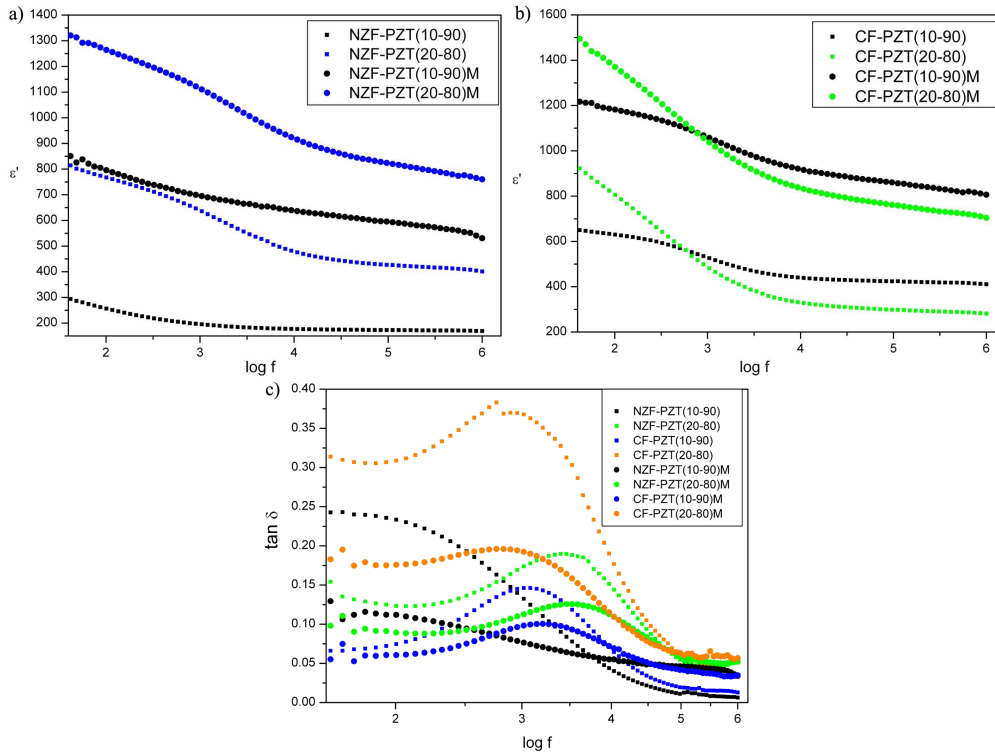 a)
1400
1300
1200
1100
1000
900
800
700
600
500
400
300
200
ε'
2
3
4
5
6
log f
NZF-PZT(10-90)
NZF-PZT(20-80)
NZF-PZT(10-90)M
NZF-PZT(20-80)M
b)
1600
1400
1200
1000
800
600
400
200
ε'
2
3
4
5
6
log f
CF-PZT(10-90)
CF-PZT(20-80)
CF-PZT(10-90)M
CF-PZT(20-80)M
c)
0.40
0.35
0.30
0.25
0.20
0.15
0.10
0.05
0.00
tan δ
2
3
4
5
6
log f
NZF-PZT(10-90)
NZF-PZT(20-80)
CF-PZT(10-90)
CF-PZT(20-80)
NZF-PZT(10-90)M
NZF-PZT(20-80)M
CF-PZT(10-90)M
CF-PZT(20-80)M